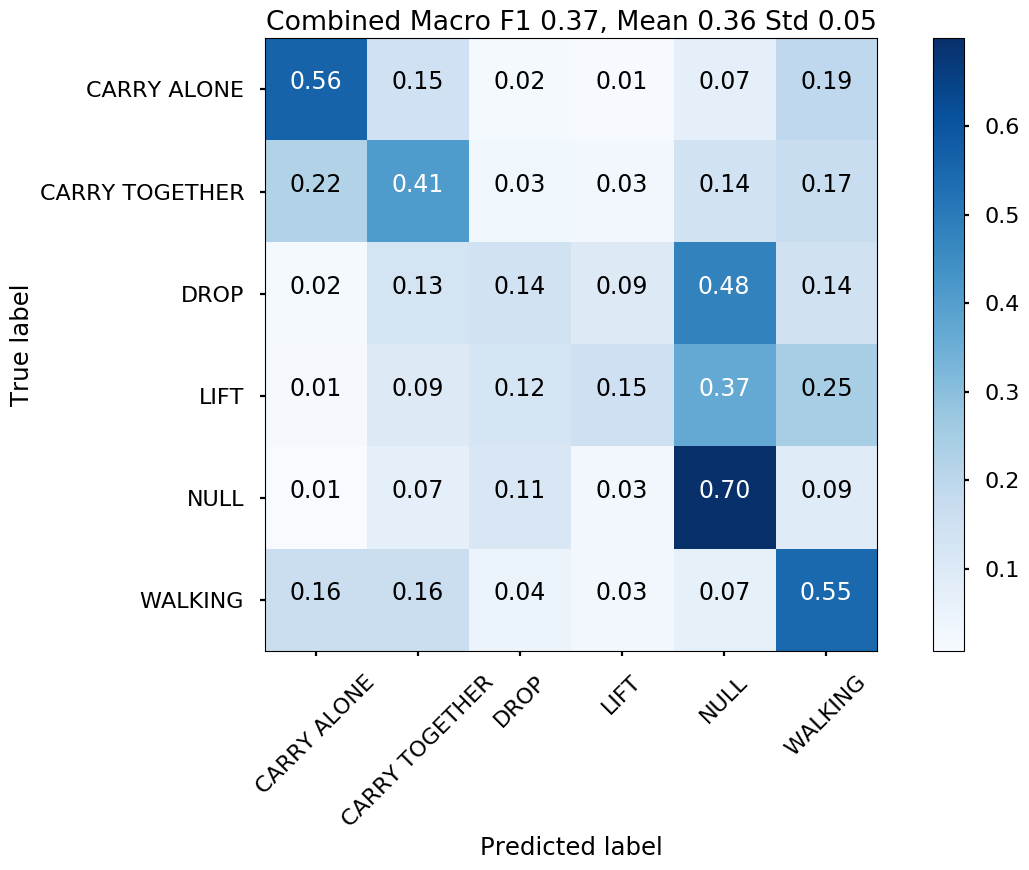 Combined Macro F1 0.37, Mean 0.36 Std 0.05
True label
CARRY ALONE 0.56 0.15 0.02 0.01 0.07 0.19
CARRY TOGETHER 0.22 0.41 0.03 0.03 0.14 0.17
DROP 0.02 0.13 0.14 0.09 0.48 0.14
LIFT 0.01 0.09 0.12 0.15 0.37 0.25
NULL 0.01 0.07 0.11 0.03 0.70 0.09
WALKING 0.16 0.16 0.04 0.03 0.07 0.55
CARRY ALONE
CARRY TOGETHER
DROP
LIFT
NULL
WALKING
Predicted label
0.6
0.5
0.4
0.3
0.2
0.1